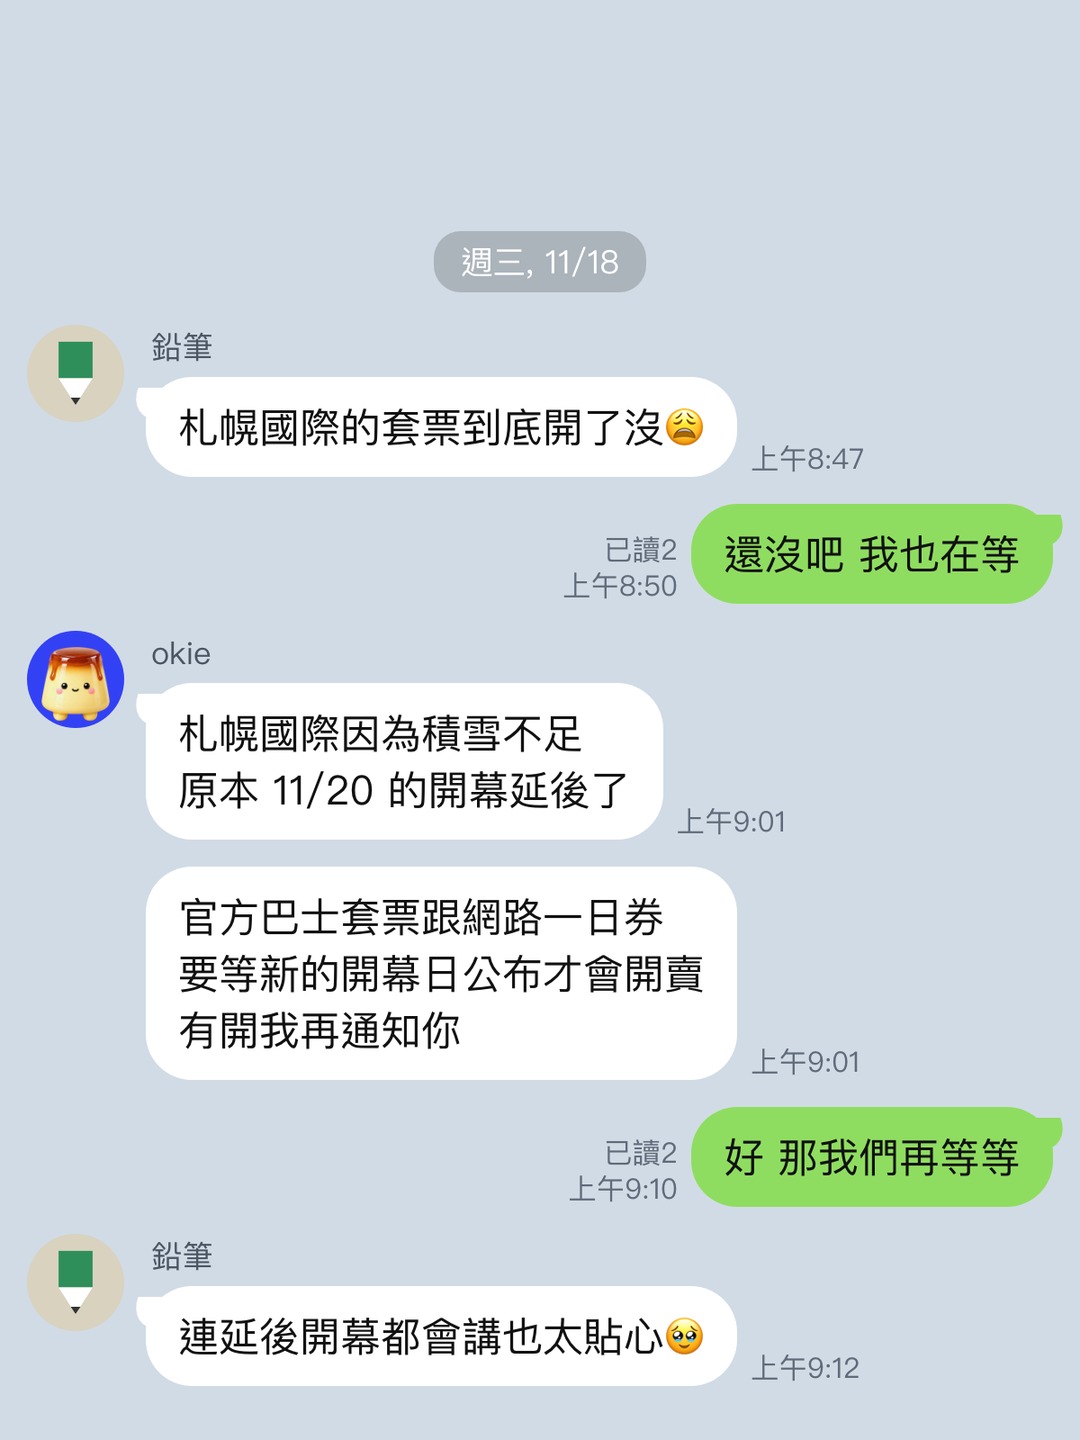 週三, 11/18
鉛筆
札幌國際的套票到底開了沒😩
上午8:47
還沒吧 我也在等
已讀2
上午8:50
okie
札幌國際因為積雪不足
原本 11/20 的開幕延後了
上午9:01
官方巴士套票跟網路一日券
要等新的開幕日公布才會開賣
有開我再通知你
上午9:01
好 那我們再等等
已讀2
上午9:10
鉛筆
連延後開幕都會講也太貼心🥹
上午9:12